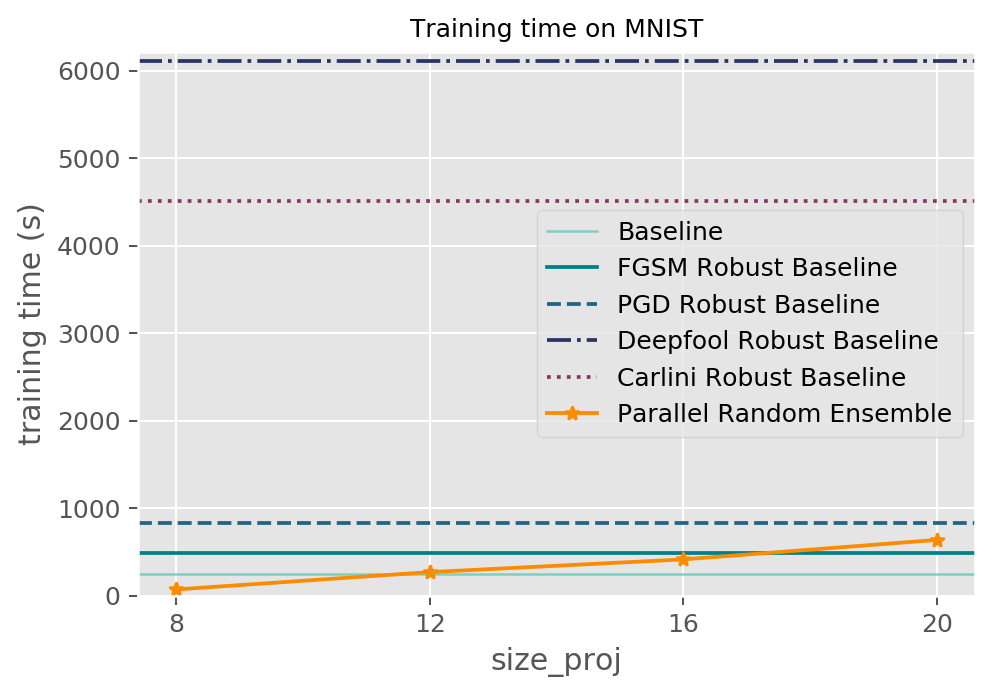 Training time on MNIST
6000
5000
4000
3000
2000
1000
0
training time (s)
Baseline
FGSM Robust Baseline
PGD Robust Baseline
Deepfool Robust Baseline
Carlini Robust Baseline
Parallel Random Ensemble
8 12 16 20
size_proj